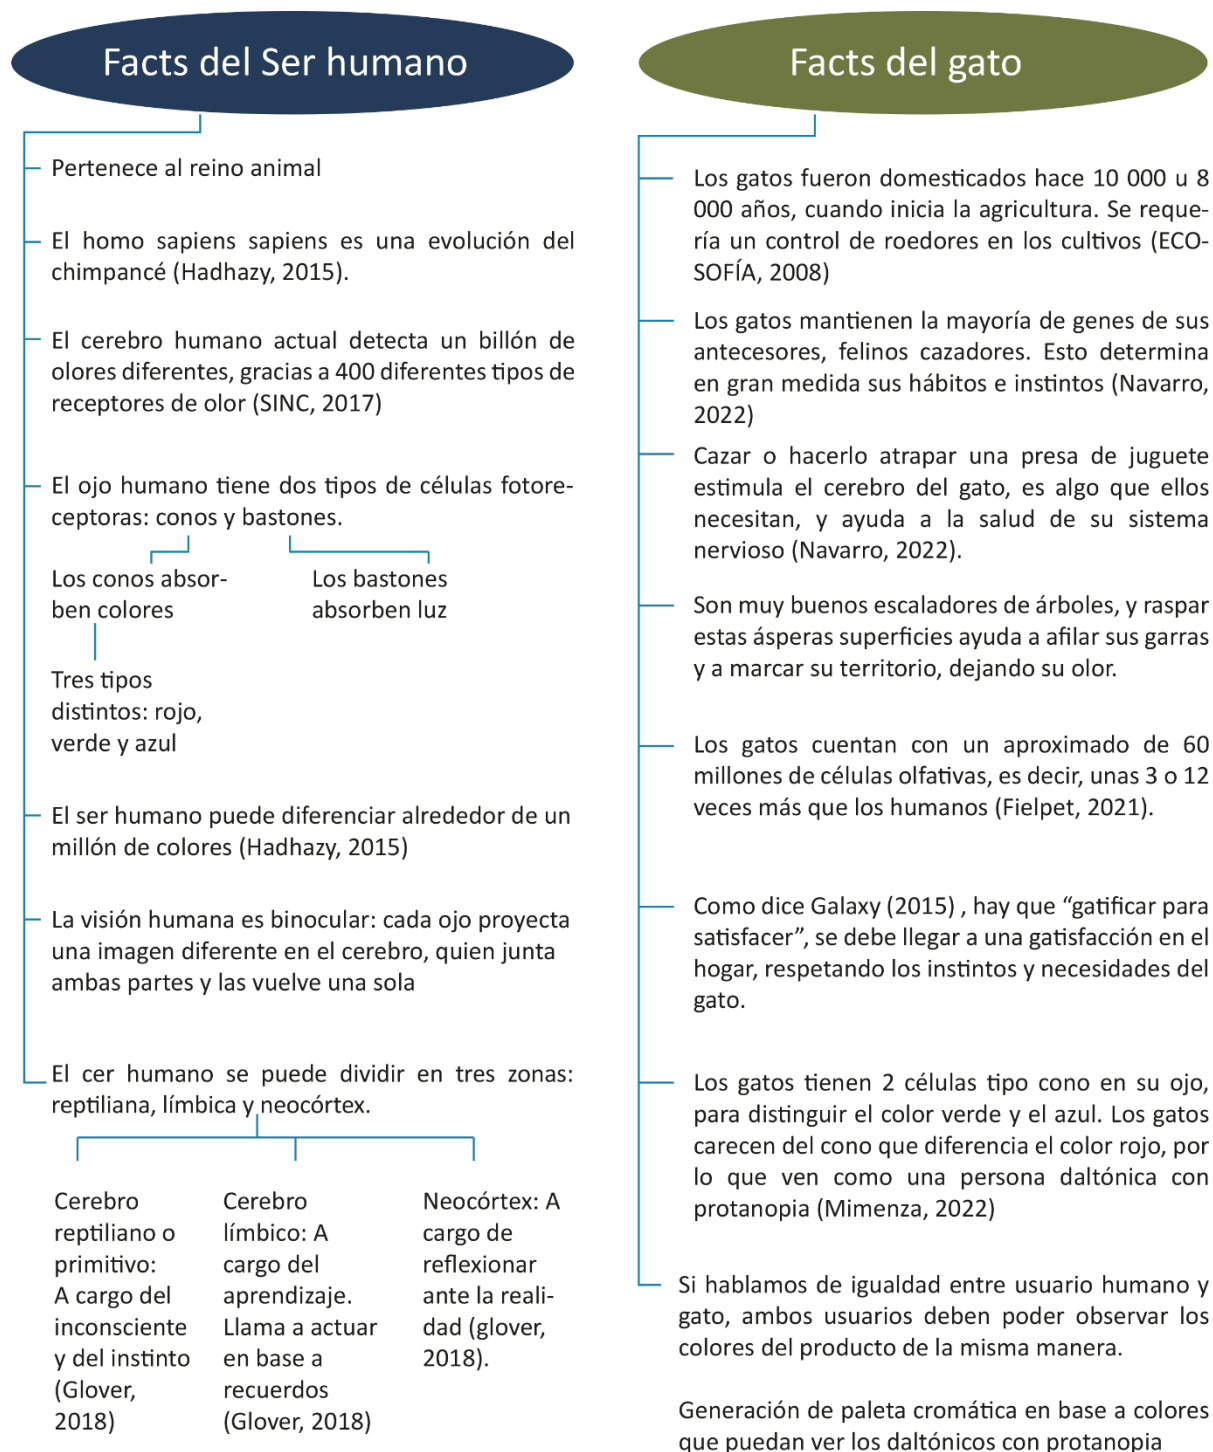 Facts del Ser humano
Pertenece al reino animal
El homo sapiens sapiens es una evolución del
chimpancé (Hadhazy, 2015).
El cerebro humano actual detecta un billón de
olores diferentes, gracias a 400 diferentes tipos de
receptores de olor (SINC, 2017)
El ojo humano tiene dos tipos de células fotore-
ceptoras: conos y bastones.
Los conos absor-
ben colores
Los bastones
absorben luz
Tres tipos
distintos: rojo,
verde y azul
El ser humano puede diferenciar alrededor de un
millón de colores (Hadhazy, 2015)
La visión humana es binocular: cada ojo proyecta
una imagen diferente en el cerebro, quien junta
ambas partes y las vuelve una sola
El cer humano se puede dividir en tres zonas:
reptiliana, límbica y neocórtex.
Cerebro
reptiliano o
primitivo:
A cargo del
inconsciente
y del instinto
(Glover,
2018)
Cerebro
límbico: A
cargo del
aprendizaje.
Llama a actuar
en base a
recuerdos
(Glover, 2018)
Neocórtex: A
cargo de
reflexionar
ante la reali-
dad (glover,
2018).
Facts del gato
Los gatos fueron domesticados hace 10 000 u 8
000 años, cuando inicia la agricultura. Se reque-
ría un control de roedores en los cultivos (ECO-
SOFÍA, 2008)
Los gatos mantienen la mayoría de genes de sus
antecesores, felinos cazadores. Esto determina
en gran medida sus hábitos e instintos (Navarro,
2022)
Cazar o hacerlo atrapar una presa de juguete
estimula el cerebro del gato, es algo que ellos
necesitan, y ayuda a la salud de su sistema
nervioso (Navarro, 2022).
Son muy buenos escaladores de árboles, y raspar
estas ásperas superficies ayuda a afilar sus garras
y a marcar su territorio, dejando su olor.
Los gatos cuentan con un aproximado de 60
millones de células olfativas, es decir, unas 3 o 12
veces más que los humanos (Fielpet, 2021).
Como dice Galaxy (2015) , hay que “gatificar para
satisfacer”, se debe llegar a una gatisfacción en el
hogar, respetando los instintos y necesidades del
gato.
Los gatos tienen 2 células tipo cono en su ojo,
para distinguir el color verde y el azul. Los gatos
carecen del cono que diferencia el color rojo, por
lo que ven como una persona daltónica con
protanopia (Mimenza, 2022)
Si hablamos de igualdad entre usuario humano y
gato, ambos usuarios deben poder observar los
colores del producto de la misma manera.
Generación de paleta cromática en base a colores
que puedan ver los daltónicos con protanopia